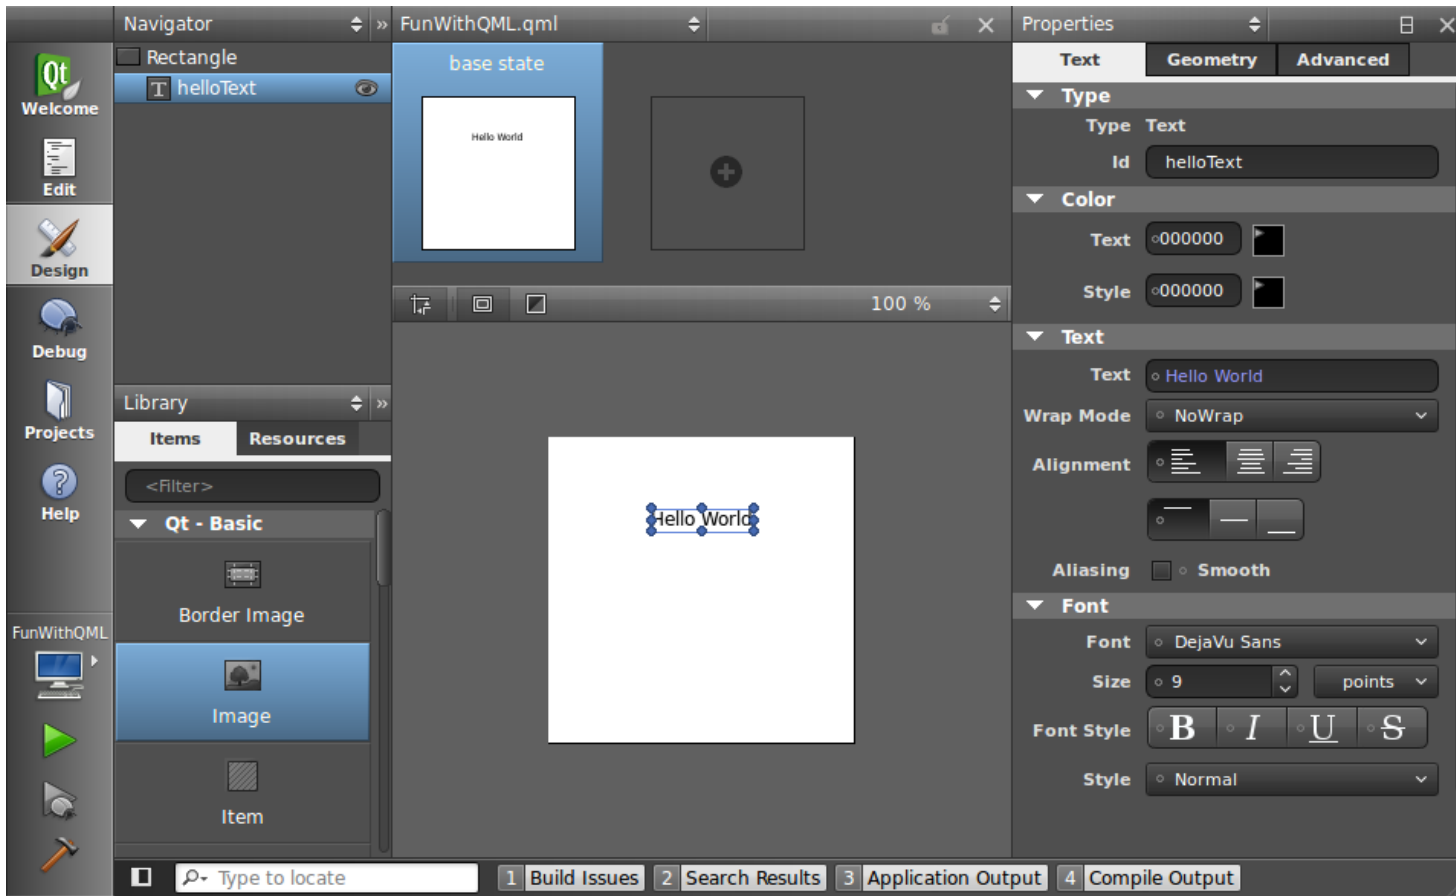 Navigator
»
FunWithQML.qml
Properties
Qt
Welcome
Edit
Design
Debug
Projects
Help
FunWithQML
Rectangle
T helloText
base state
Hello World
100 %
Library
»
Items Resources
<Filter>
Qt - Basic
Border Image
Image
Item
Hello World
Text Geometry Advanced
Type
Type Text
Id helloText
Color
Text 000000
Style 000000
Text
Text Hello World
Wrap Mode NoWrap
Alignment
Aliasing Smooth
Font
Font DejaVu Sans
Size 9 points
Font Style B I U S
Style Normal
Type to locate
1 Build Issues 2 Search Results 3 Application Output 4 Compile Output